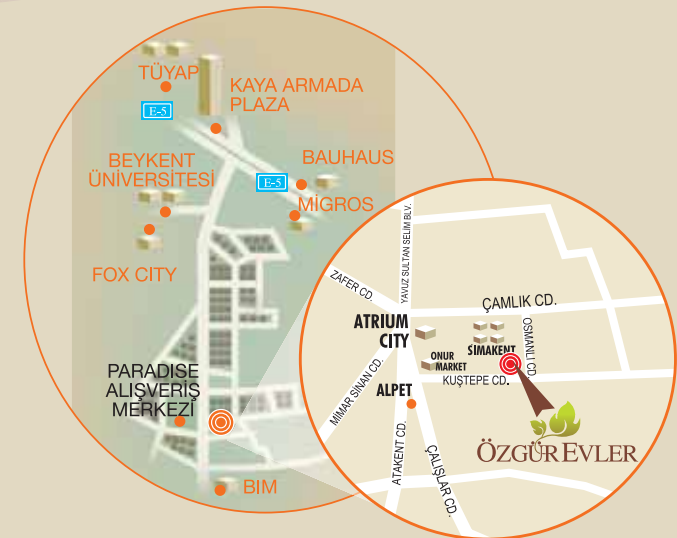 TÜYAP
KAYA ARMADA
PLAZA
E-5
BEYKENT
ÜNİVERSİTESİ
BAUHAUS
E-5
MİGROS
FOX CITY
PARADISE
ALIŞVERİŞ
MERKEZİ
BIM
YAVUZ SULTAN SELİM BLV.
ZAFER CD.
ÇAMLIK CD.
ATRIUM
CITY
SİMAKENT
OSMANLI CD.
ONUR
MARKET
KUŞTEPE CD.
MİMAR SİNAN CD.
ALPET
ATAKENT CD.
ÇALIŞLAR CD.
ÖZGÜR EVLER